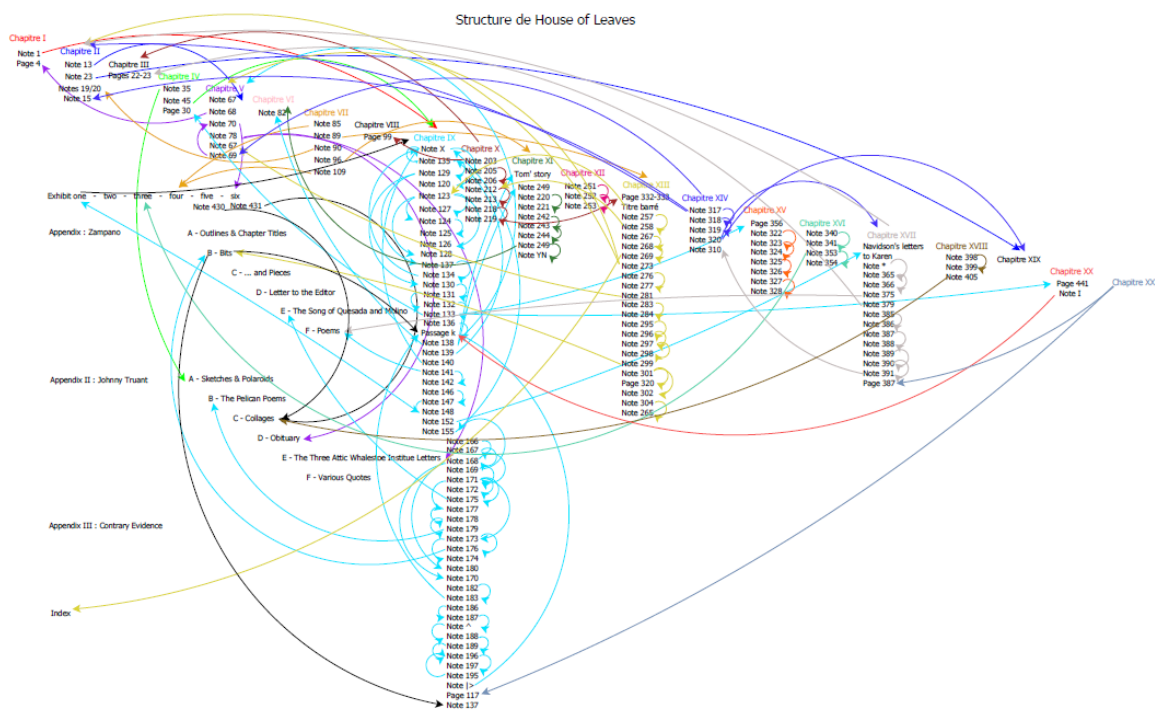 Structure de House of Leaves
Chapitre I
Note 1
Page 4
Chapitre II
Note 13
Note 23
Notes 19/20
Note 15
Chapitre III
Pages 22-23
Chapitre IV
Note 35
Note 45
Page 30
Chapitre V
Note 67
Note 68
Note 70
Note 78
Note 67
Note 69
Chapitre VI
Note 82
Chapitre VII
Note 85
Note 89
Note 90
Note 96
Note 109
Chapitre VIII
Page 99
Chapitre IX
Note X
Note 135
Note 129
Note 120
Note 123
Note 127
Note 124
Note 125
Note 126
Note 128
Note 137
Note 134
Note 130
Note 131
Note 132
Note 133
Note 136
Passage k
Note 138
Note 139
Note 140
Note 141
Note 142
Note 146
Note 147
Note 148
Note 152
Note 155
Note 166
Note 167
Note 168
Note 169
Note 171
Note 172
Note 175
Note 177
Note 178
Note 179
Note 173
Note 176
Note 174
Note 180
Note 170
Note 182
Note 183
Note 186
Note 187
Note ^
Note 188
Note 189
Note 196
Note 197
Note 195
Note |>
Page 117
Note 137
Chapitre X
Note 203
Note 205
Note 206
Note 212
Note 213
Note 218
Note 219
Chapitre XI
Tom' story
Note 249
Note 220
Note 221
Note 242
Note 243
Note 244
Note 249
Note YN
Chapitre XII
Note 251
Note 252
Note 253
Chapitre XIII
Page 332-333
Titre barré
Note 257
Note 258
Note 267
Note 268
Note 269
Note 273
Note 276
Note 277
Note 281
Note 283
Note 284
Note 295
Note 296
Note 297
Note 298
Note 299
Note 301
Page 320
Note 302
Note 304
Note 265
Chapitre XIV
Note 317
Note 318
Note 319
Note 320
Note 310
Chapitre XV
Page 356
Note 322
Note 323
Note 324
Note 325
Note 326
Note 327
Note 328
Chapitre XVI
Note 340
Note 341
Note 353
Note 354
Chapitre XVII
Navidson's letters
to Karen
Note *
Note 365
Note 366
Note 375
Note 379
Note 385
Note 386
Note 387
Note 388
Note 389
Note 390
Note 391
Page 387
Chapitre XVIII
Note 398
Note 399
Note 405
Chapitre XIX
Chapitre XX
Page 441
Note I
Chapitre XX
Exhibit one - two - three - four - five - six
Note 430
Note 431
Appendix : Zampano
A - Outlines & Chapter Titles
B - Bits
C - ... and Pieces
D - Letter to the Editor
E - The Song of Quesada and Molino
F - Poems
Appendix II : Johnny Truant
A - Sketches & Polaroids
B - The Pelican Poems
C - Collages
D - Obituary
E - The Three Attic Whalestoe Institue Letters
F - Various Quotes
Appendix III : Contrary Evidence
Index